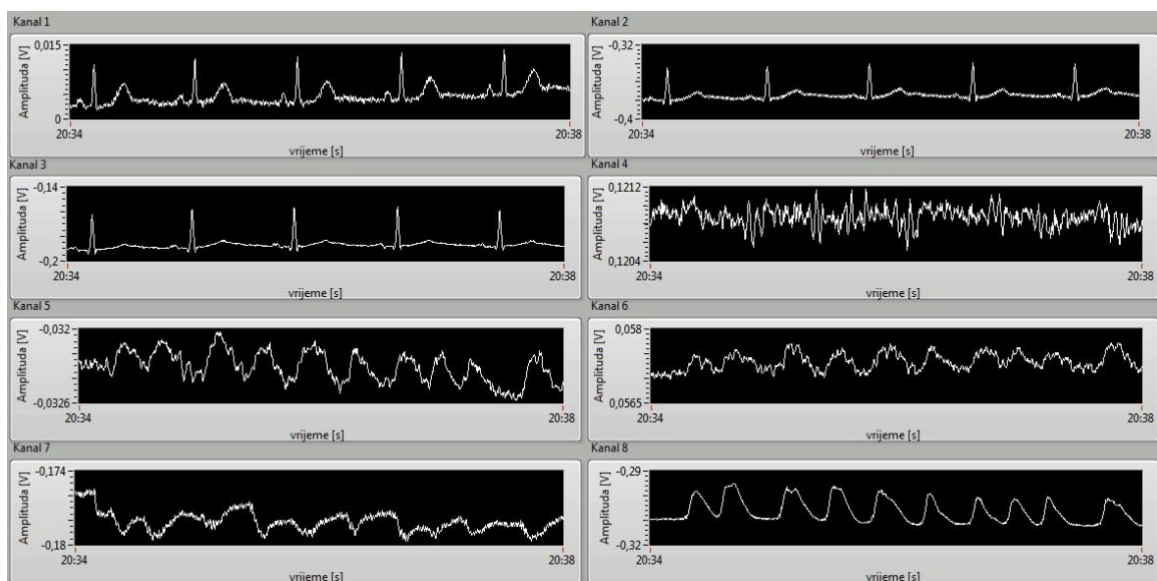 Kanal 1
Amplituda [V]
0,015
0
20:34
20:38
vrijeme [s]
Kanal 2
Amplituda [V]
-0,32
-0,4
20:34
20:38
vrijeme [s]
Kanal 3
Amplituda [V]
-0,14
-0,2
20:34
20:38
vrijeme [s]
Kanal 4
Amplituda [V]
0,1212
0,1204
20:34
20:38
vrijeme [s]
Kanal 5
Amplituda [V]
-0,032
-0,0326
20:34
20:38
vrijeme [s]
Kanal 6
Amplituda [V]
0,058
0,0565
20:34
20:38
vrijeme [s]
Kanal 7
Amplituda [V]
-0,174
-0,18
20:34
20:38
vrijeme [s]
Kanal 8
Amplituda [V]
-0,29
-0,32
20:34
20:38
vrijeme [s]